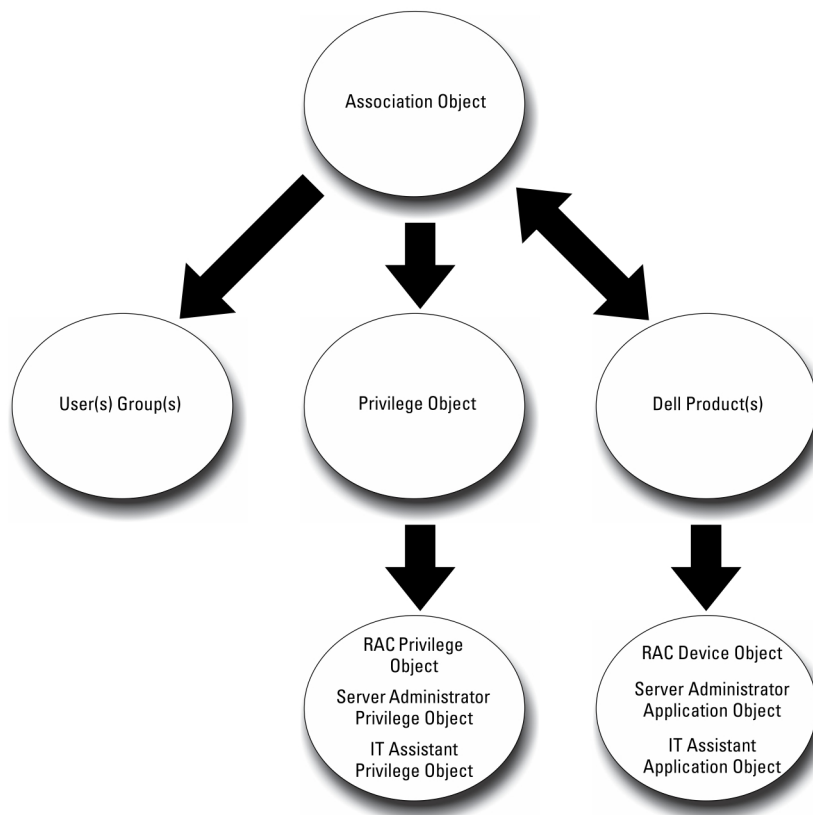 Association Object
User(s) Group(s)
Privilege Object
Dell Product(s)
RAC Privilege
Object
Server Administrator
Privilege Object
IT Assistant
Privilege Object
RAC Device Object
Server Administrator
Application Object
IT Assistant
Application Object